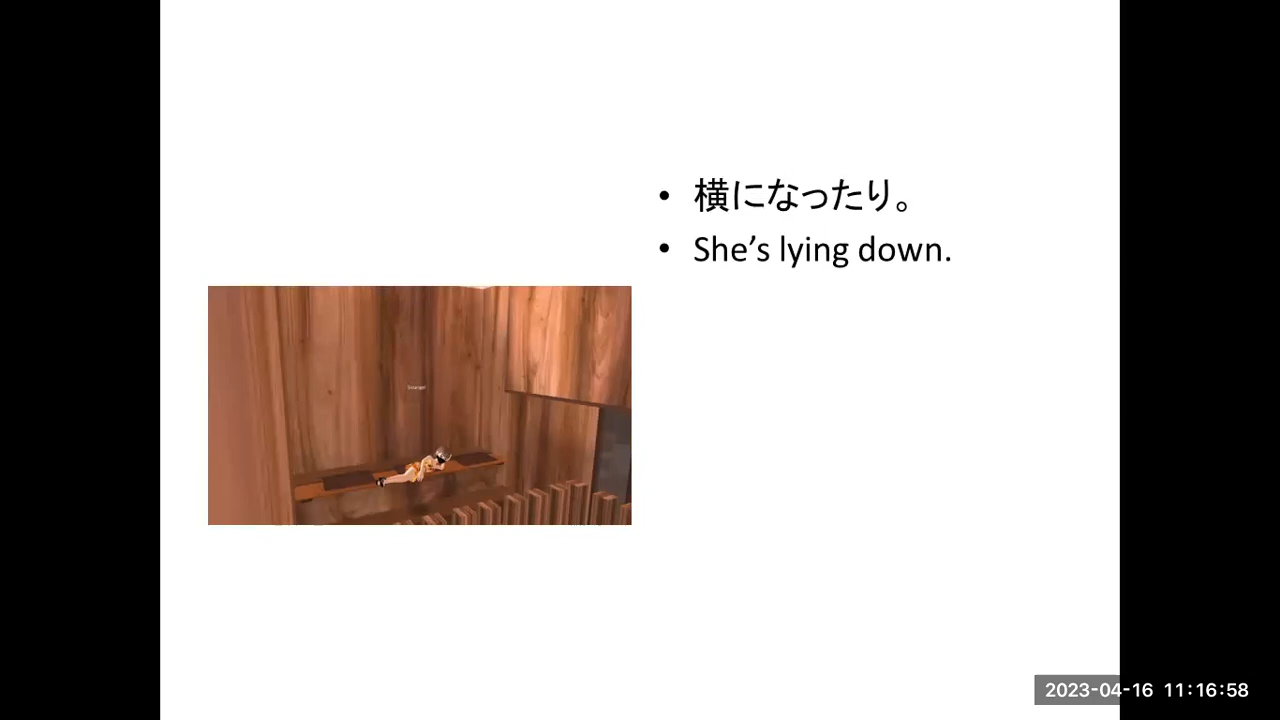 • 横になったり。
• She’s lying down.
2023-04-16 11:16:58